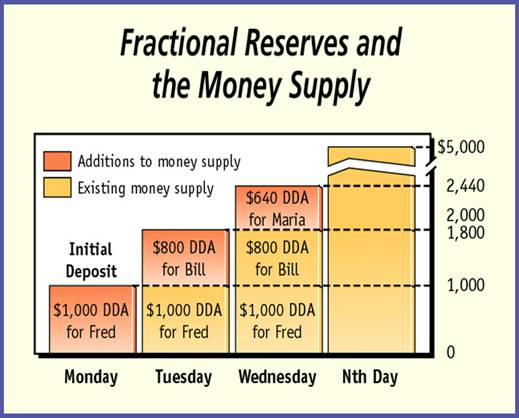 Fractional Reserves and
the Money Supply
Additions to money supply
Existing money supply
Initial
Deposit
$1,000 DDA
for Fred
$800 DDA
for Bill
$1,000 DDA
for Fred
$640 DDA
for Maria
$800 DDA
for Bill
$1,000 DDA
for Fred
$5,000
2,440
2,000
1,800
1,000
0
Monday
Tuesday
Wednesday
Nth Day